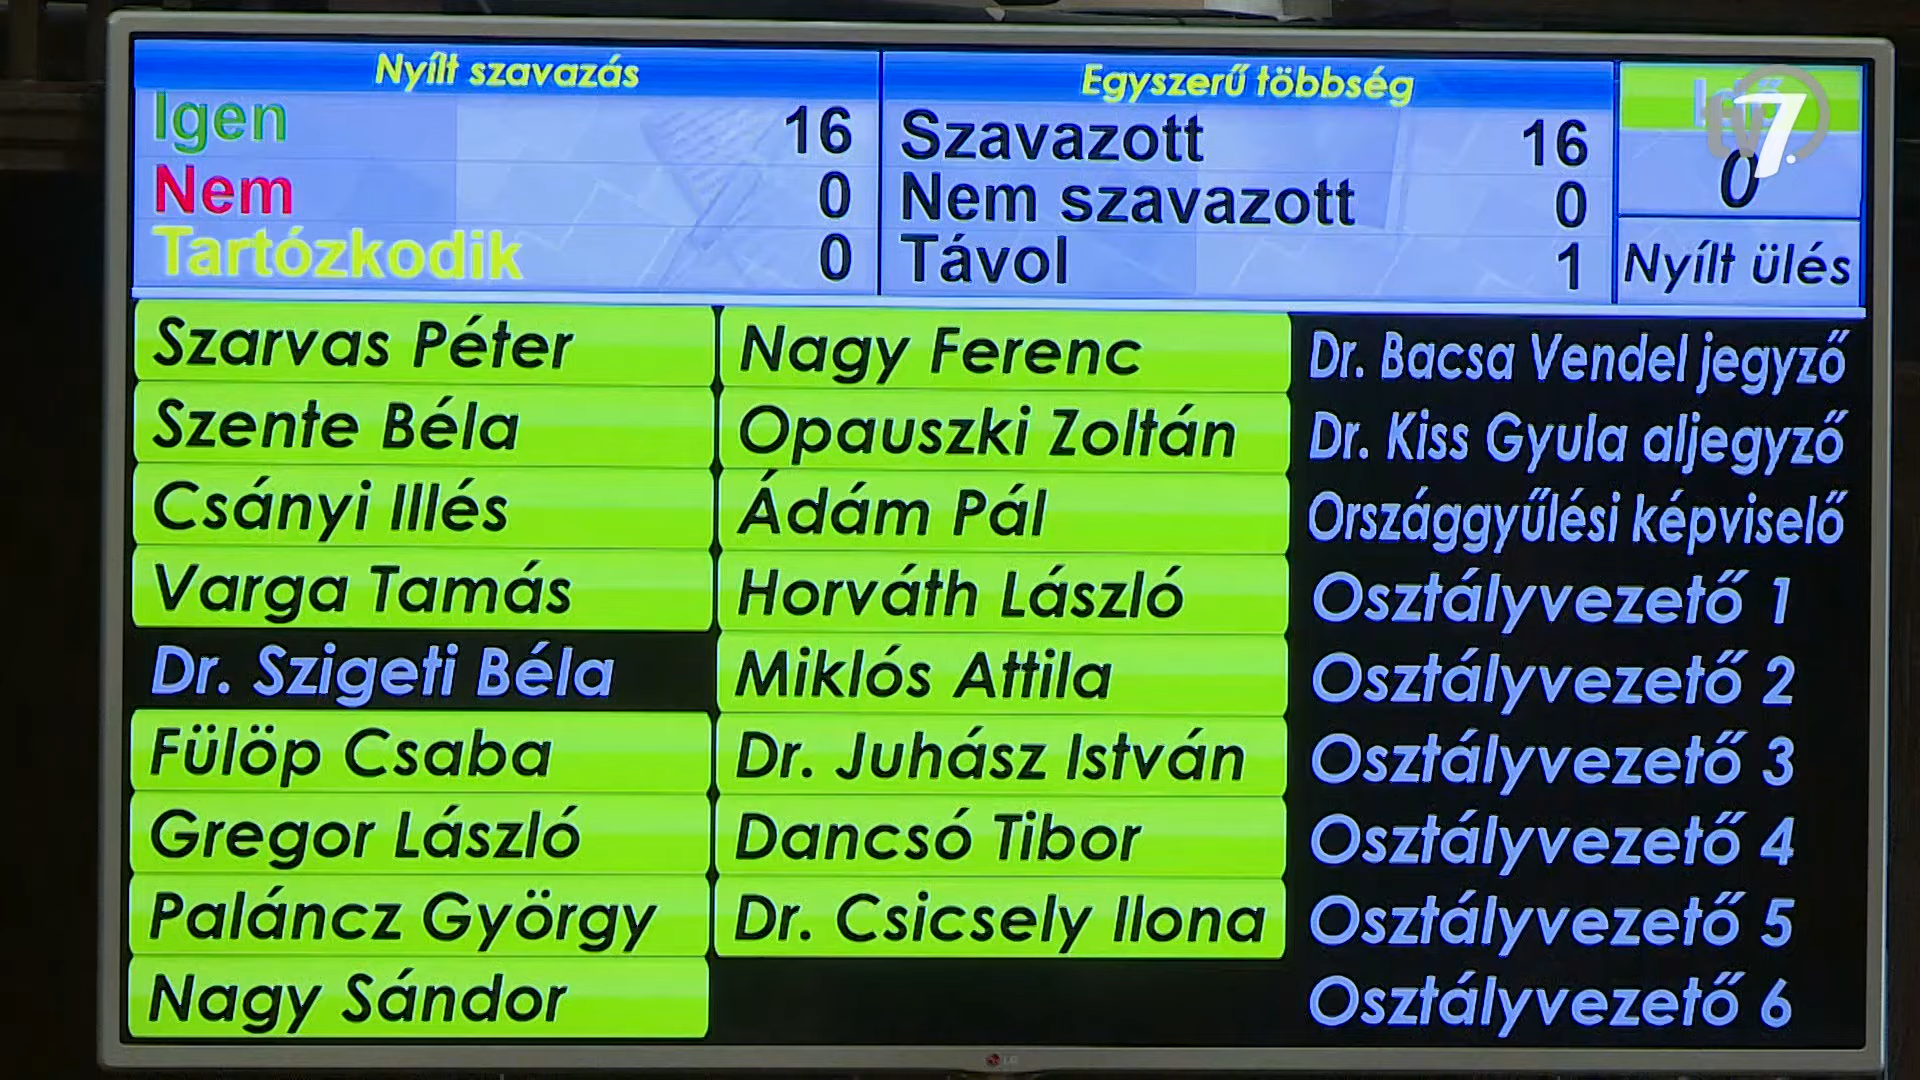 Nyílt szavazás
Igen 16
Nem 0
Tartózkodik 0
Egyszerű többség
Szavazott 16
Nem szavazott 0
Távol 1
tv7.
0
Nyílt ülés
Szarvas Péter
Szente Béla
Csányi Illés
Varga Tamás
Dr. Szigeti Béla
Fülöp Csaba
Gregor László
Paláncz György
Nagy Sándor
Nagy Ferenc
Opauszki Zoltán
Ádám Pál
Horváth László
Miklós Attila
Dr. Juhász István
Dancsó Tibor
Dr. Csicsely Ilona
Dr. Bacsa Vendel jegyző
Dr. Kiss Gyula aljegyző
Országgyűlési képviselő
Osztályvezető 1
Osztályvezető 2
Osztályvezető 3
Osztályvezető 4
Osztályvezető 5
Osztályvezető 6
LG